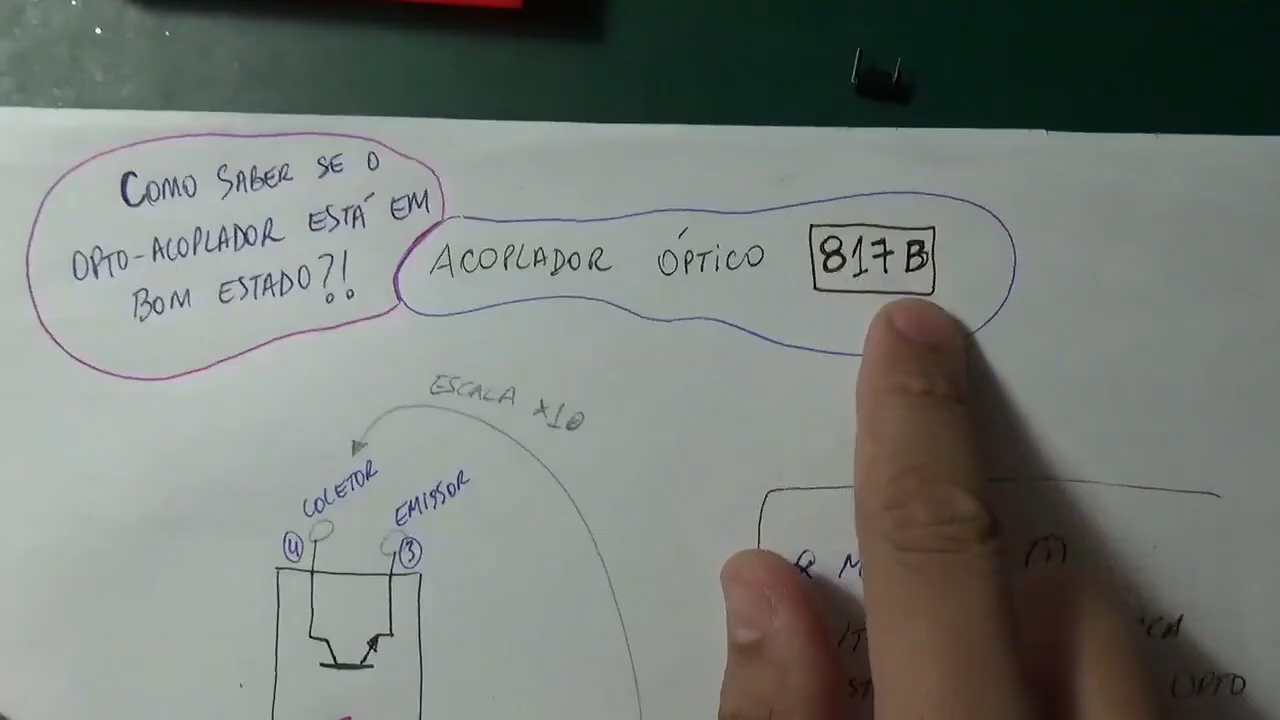 COMO SABER SE O
OPTO-ACOPLADOR ESTÁ EM
BOM ESTADO?!
ACOPLADOR ÓPTICO 817B
ESCALA X10
COLETOR
EMISSOR
4
3
OPTO